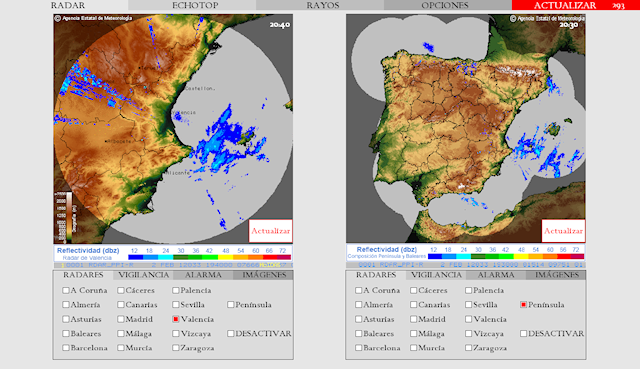 RADAR ECHOTOP RAYOS OPCIONES ACTUALIZAR 293
© Agencia Estatal de Meteorología 20:40
Castellon
Valencia
Albacete
Alicante
Actualizar
Reflectividad (dbz) 12 18 24 30 36 42 48 54 60 66 72
Radar de Valencia
RADARES VIGILANCIA ALARMA IMÁGENES
A Coruña Cáceres Palencia
Almería Canarias Sevilla Península
Asturias Madrid Valencia
Baleares Málaga Vizcaya DESACTIVAR
Barcelona Murcia Zaragoza
© Agencia Estatal de Meteorología 20:30
Actualizar
Reflectividad (dbz) 12 18 24 30 36 42 48 54 60 66 72
Composición Península y Baleares
RADARES VIGILANCIA ALARMA IMÁGENES
A Coruña Cáceres Palencia
Almería Canarias Sevilla Península
Asturias Madrid Valencia
Baleares Málaga Vizcaya DESACTIVAR
Barcelona Murcia Zaragoza